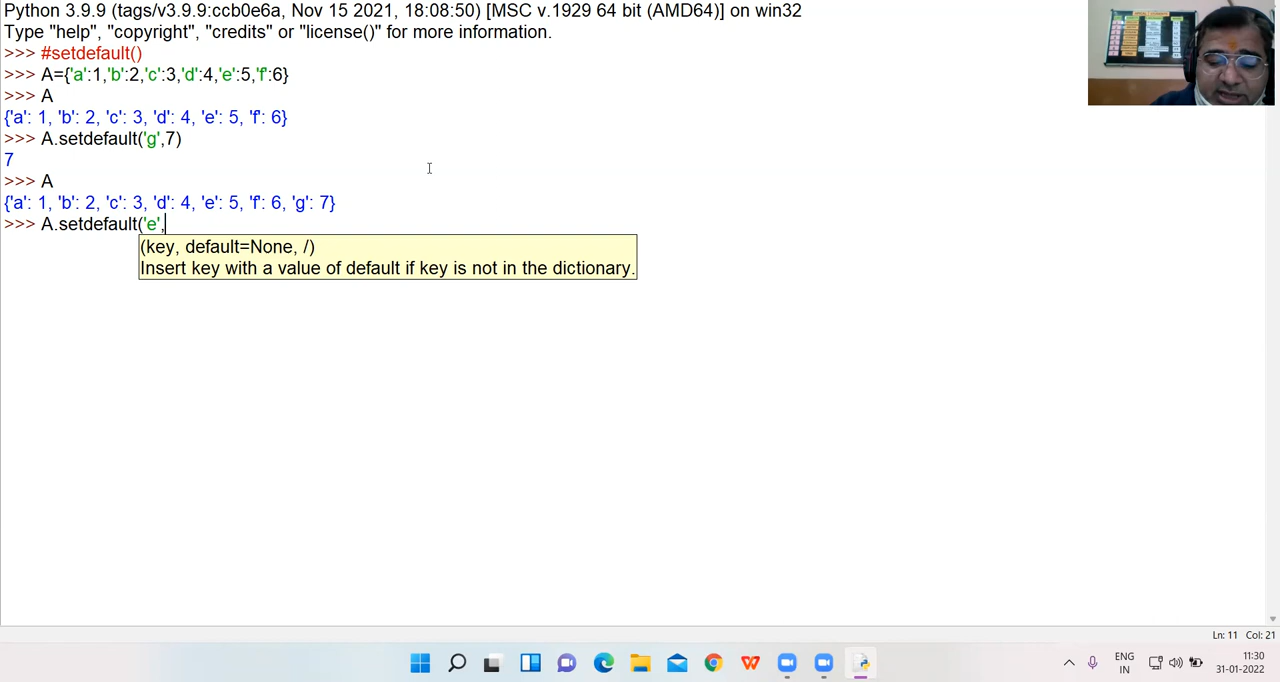 Python 3.9.9 (tags/v3.9.9:ccb0e6a, Nov 15 2021, 18:08:50) [MSC v.1929 64 bit (AMD64)] on win32
Type "help", "copyright", "credits" or "license()" for more information.
>>> #setdefault()
>>> A={'a':1,'b':2,'c':3,'d':4,'e':5,'f':6}
>>> A
{'a': 1, 'b': 2, 'c': 3, 'd': 4, 'e': 5, 'f': 6}
>>> A.setdefault('g',7)
7
>>> A
{'a': 1, 'b': 2, 'c': 3, 'd': 4, 'e': 5, 'f': 6, 'g': 7}
>>> A.setdefault('e',
(key, default=None, /)
Insert key with a value of default if key is not in the dictionary.
Ln: 11 Col: 21
ENG
IN
11:30
31-01-2022